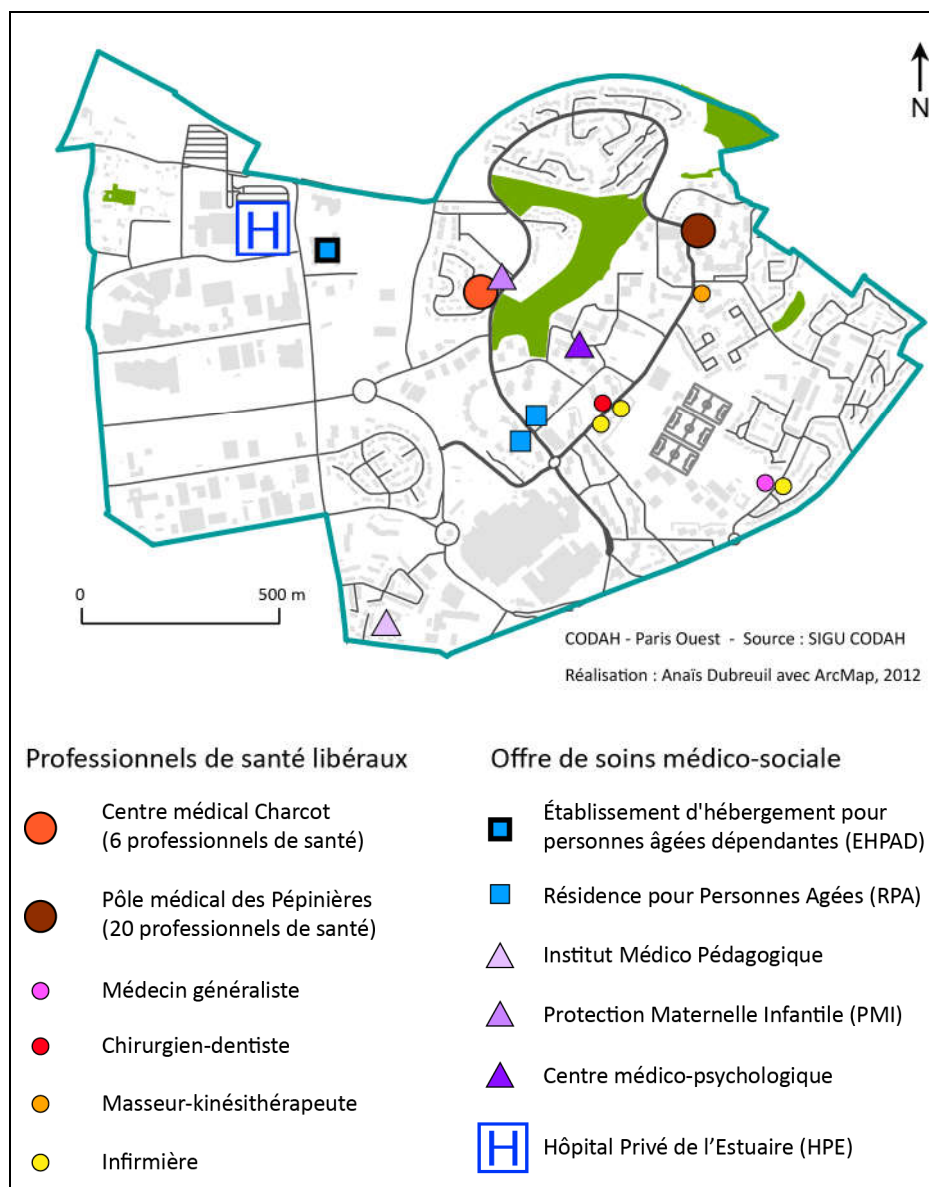 N
H
0 500 m
CODAH - Paris Ouest - Source : SIGU CODAH
Réalisation : Anaïs Dubreuil avec ArcMap, 2012
Professionnels de santé libéraux
Centre médical Charcot
(6 professionnels de santé)
Pôle médical des Pépinières
(20 professionnels de santé)
Médecin généraliste
Chirurgien-dentiste
Masseur-kinésithérapeute
Infirmière
Offre de soins médico-sociale
Établissement d'hébergement pour
personnes âgées dépendantes (EHPAD)
Résidence pour Personnes Agées (RPA)
Institut Médico Pédagogique
Protection Maternelle Infantile (PMI)
Centre médico-psychologique
H
Hôpital Privé de l’Estuaire (HPE)